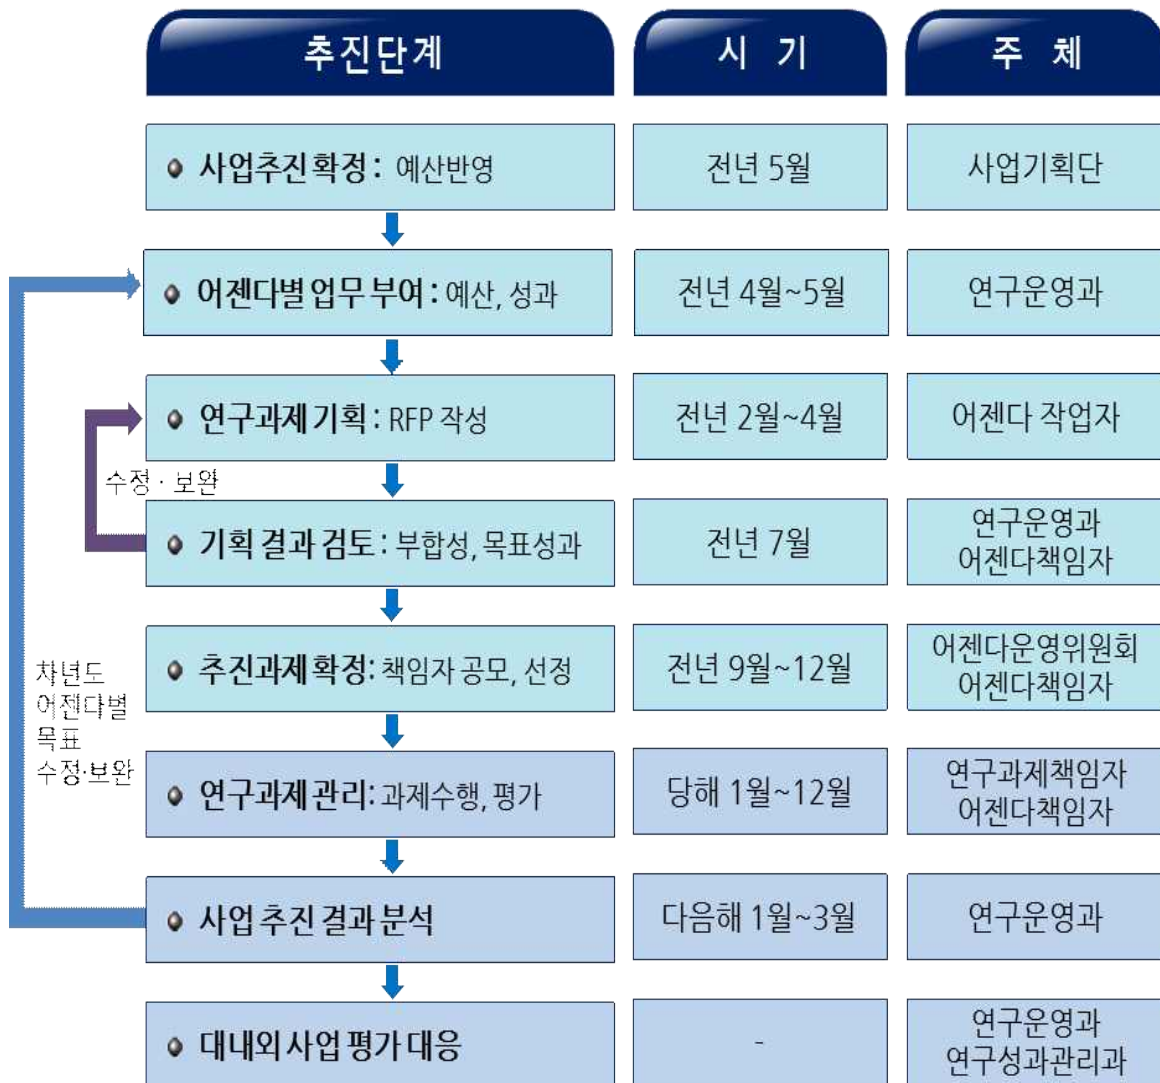 추진단계 시 기 주 체
사업추진 확정 : 예산반영 전년 5월 사업기획단
어젠다별 업무 부여 : 예산, 성과 전년 4월~5월 연구운영과
연구과제 기획 : RFP 작성 전년 2월~4월 어젠다 작업자
수정 · 보완
기획 결과 검토 : 부합성, 목표성과 전년 7월 연구운영과
어젠다책임자
추진과제 확정: 책임자 공모, 선정 전년 9월~12월 어젠다운영위원회
어젠다책임자
차년도
어젠다별
목표
수정·보완
연구과제 관리: 과제수행, 평가 당해 1월~12월 연구과제책임자
어젠다책임자
사업 추진 결과 분석 다음해 1월~3월 연구운영과
대내외 사업 평가 대응 - 연구운영과
연구성과관리과